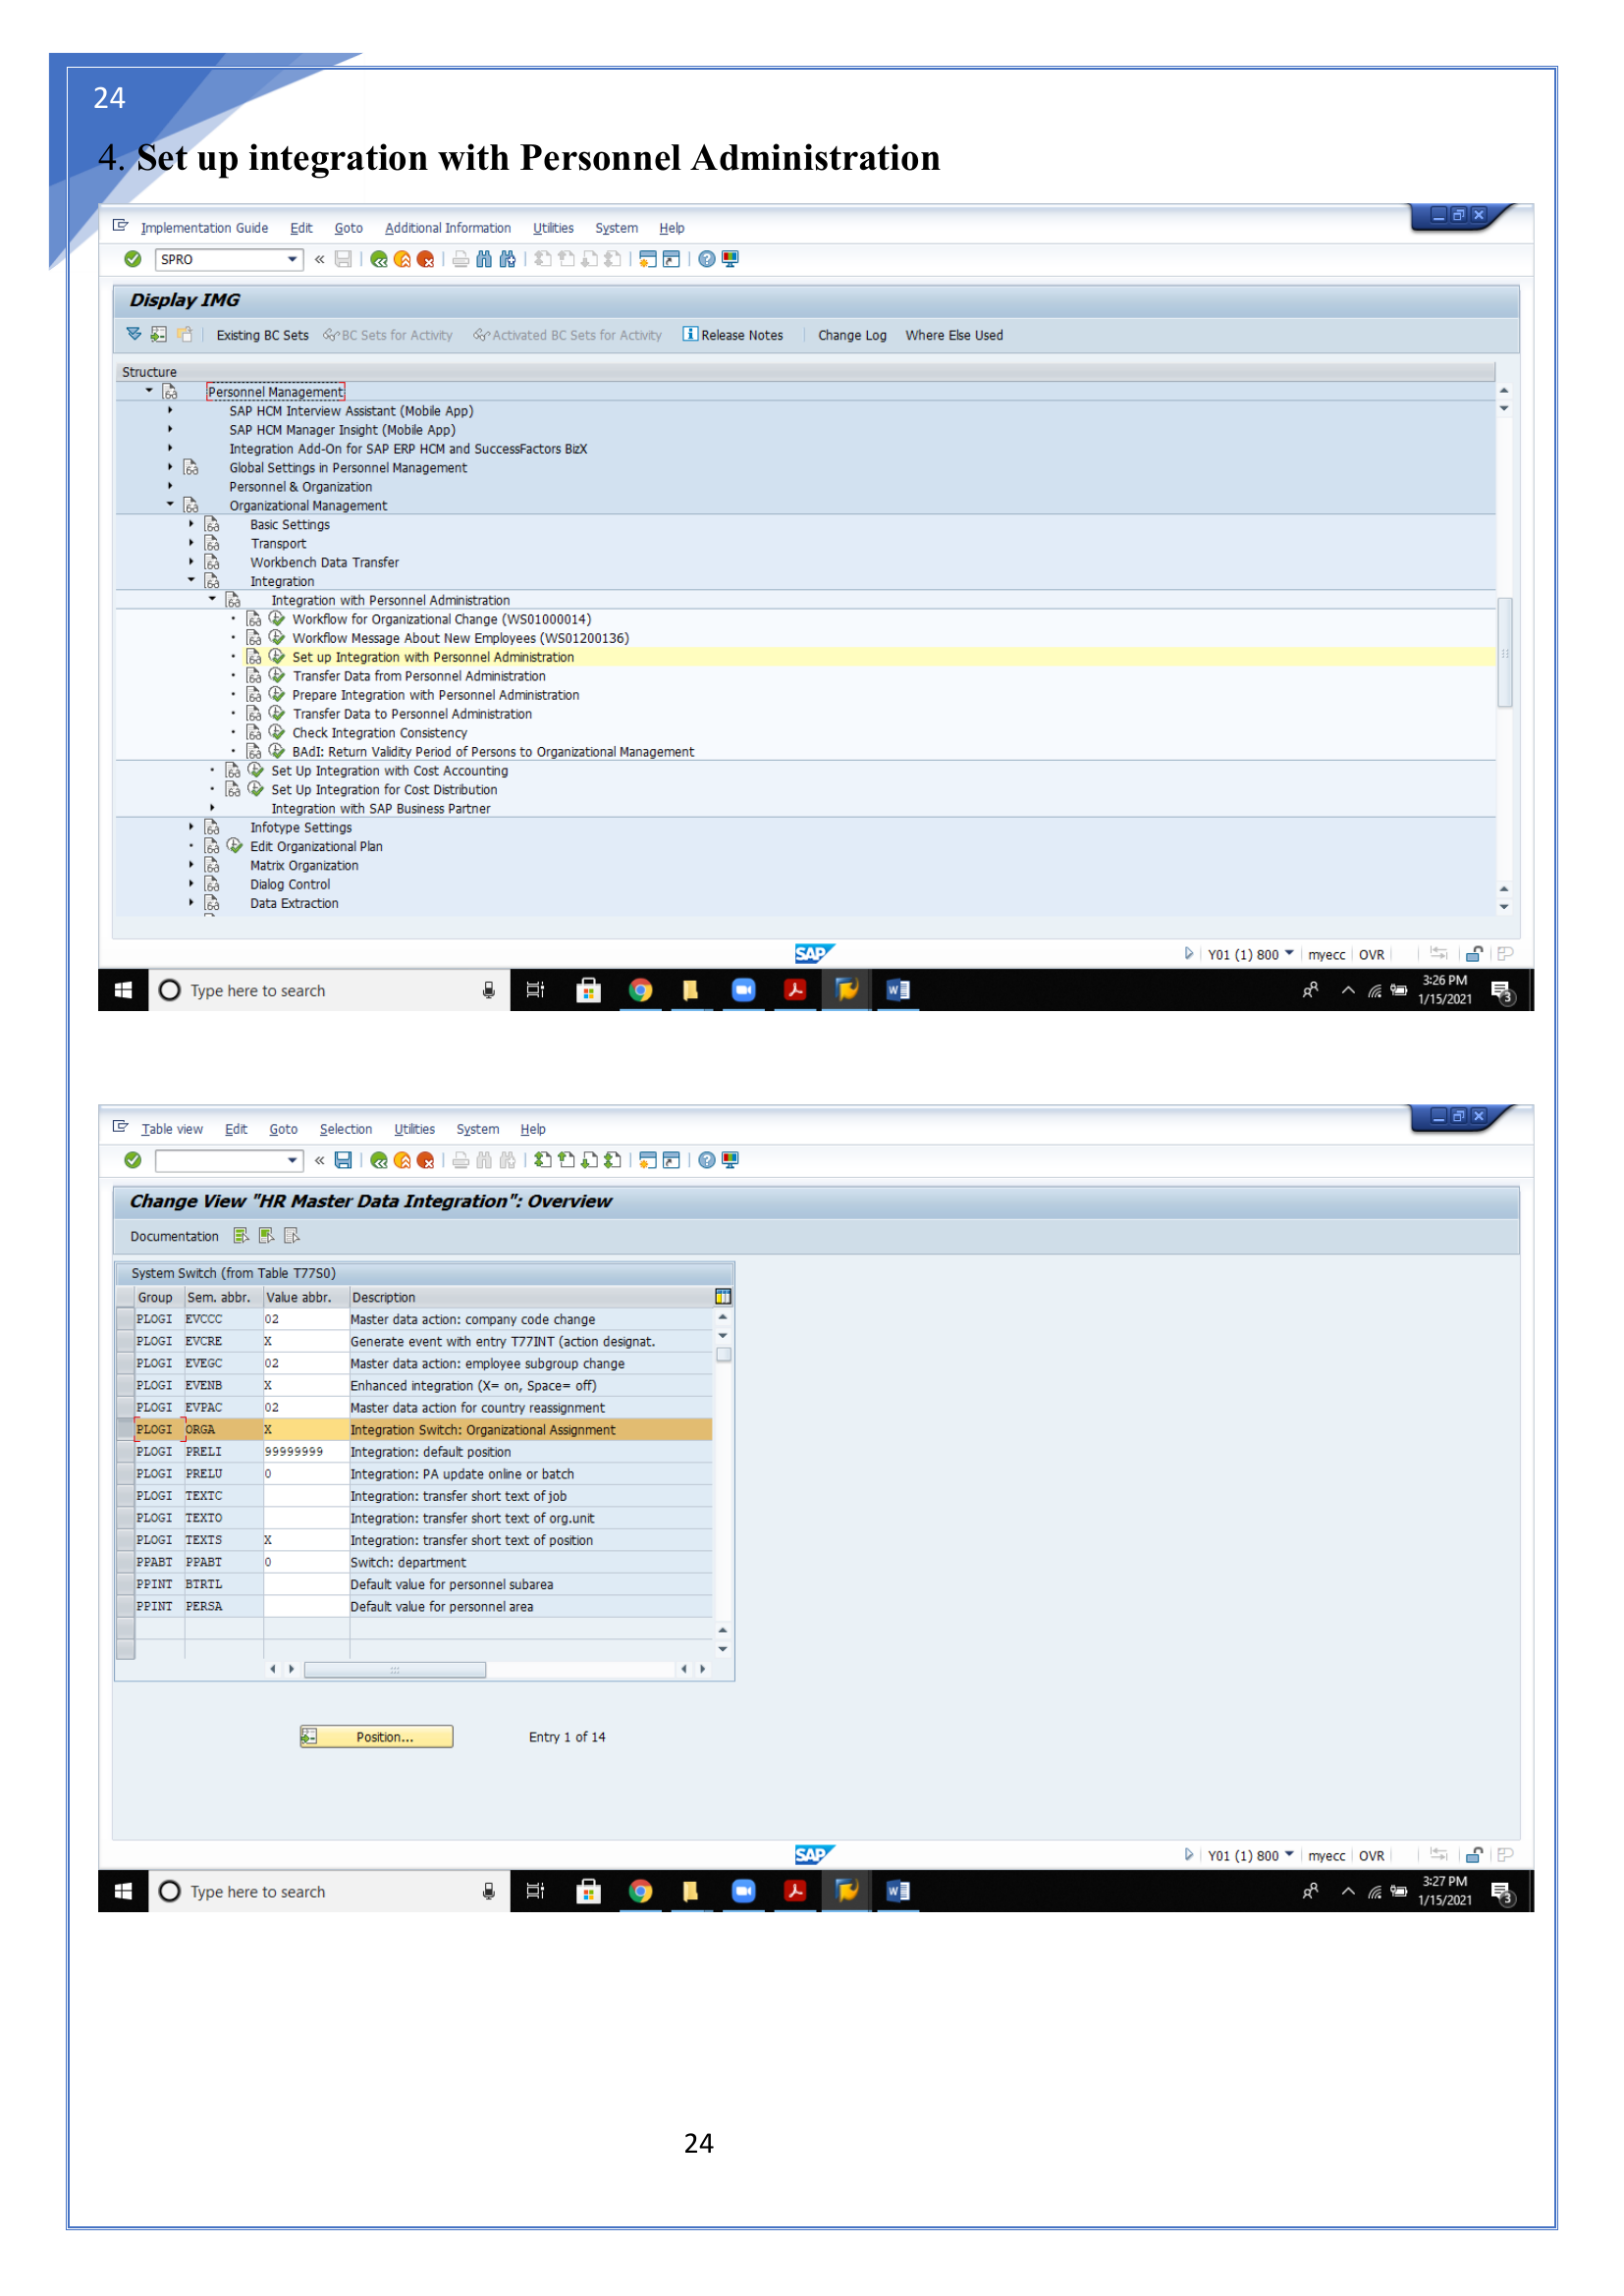 24
4. Set up integration with Personnel Administration
Implementation Guide Edit Goto Additional Information Utilities System Help
SPRO
Display IMG
Existing BC Sets BC Sets for Activity Activated BC Sets for Activity Release Notes Change Log Where Else Used
Structure
Personnel Management
SAP HCM Interview Assistant (Mobile App)
SAP HCM Manager Insight (Mobile App)
Integration Add-On for SAP ERP HCM and SuccessFactors BizX
Global Settings in Personnel Management
Personnel & Organization
Organizational Management
Basic Settings
Transport
Workbench Data Transfer
Integration
Integration with Personnel Administration
Workflow for Organizational Change (WS01000014)
Workflow Message About New Employees (WS01200136)
Set up Integration with Personnel Administration
Transfer Data from Personnel Administration
Prepare Integration with Personnel Administration
Transfer Data to Personnel Administration
Check Integration Consistency
BAdI: Return Validity Period of Persons to Organizational Management
Set Up Integration with Cost Accounting
Set Up Integration for Cost Distribution
Integration with SAP Business Partner
Infotype Settings
Edit Organizational Plan
Matrix Organization
Dialog Control
Data Extraction
SAP
Y01 (1) 800 myecc OVR
Type here to search
3:26 PM
1/15/2021
3
Table view Edit Goto Selection Utilities System Help
Change View "HR Master Data Integration": Overview
Documentation
System Switch (from Table T77S0)
Group Sem. abbr. Value abbr. Description
PLOGI EVCCC 02 Master data action: company code change
PLOGI EVCRE X Generate event with entry T77INT (action designat.
PLOGI EVEGC 02 Master data action: employee subgroup change
PLOGI EVENB X Enhanced integration (X= on, Space= off)
PLOGI EVPAC 02 Master data action for country reassignment
PLOGI ORGA X Integration Switch: Organizational Assignment
PLOGI PRELI 99999999 Integration: default position
PLOGI PRELU 0 Integration: PA update online or batch
PLOGI TEXTC Integration: transfer short text of job
PLOGI TEXTO Integration: transfer short text of org.unit
PLOGI TEXTS X Integration: transfer short text of position
PPABT PPABT 0 Switch: department
PPINT BTRTL Default value for personnel subarea
PPINT PERSA Default value for personnel area
Position... Entry 1 of 14
SAP
Y01 (1) 800 myecc OVR
Type here to search
3:27 PM
1/15/2021
3
24